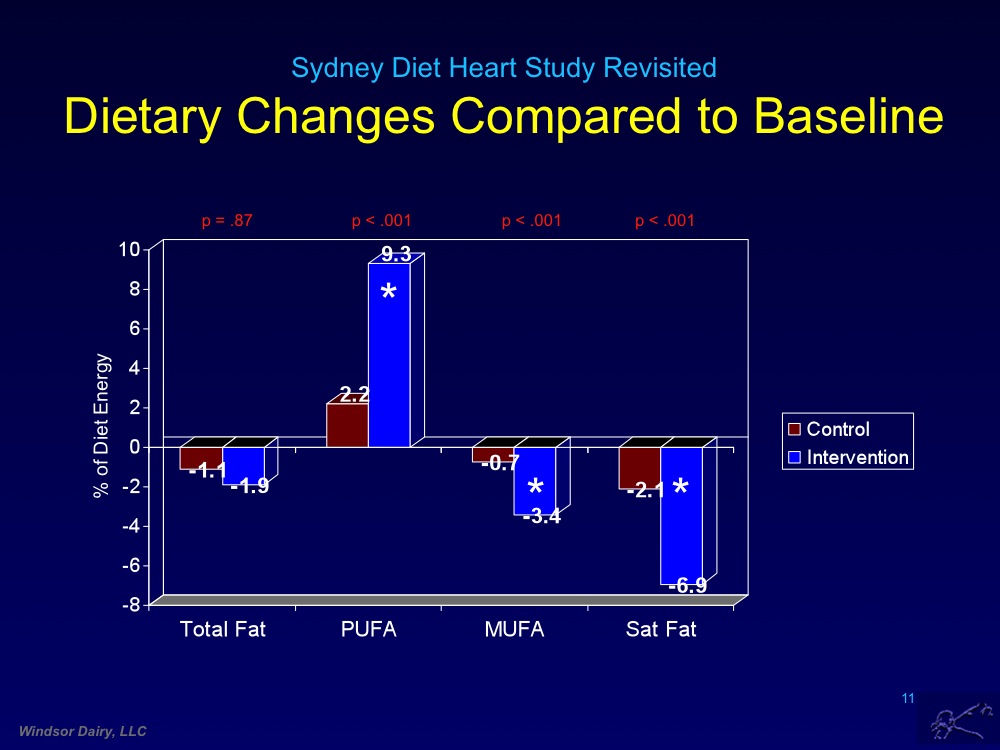 Sydney Diet Heart Study Revisited
Dietary Changes Compared to Baseline
p = .87 p < .001 p < .001 p < .001
% of Diet Energy
10
8
6
4
2
0
-2
-4
-6
-8
-1.1
-1.9
2.2
9.3
*
-0.7
-3.4
*
-2.1
-6.9
*
Total Fat PUFA MUFA Sat Fat
Control
Intervention
11
Windsor Dairy, LLC